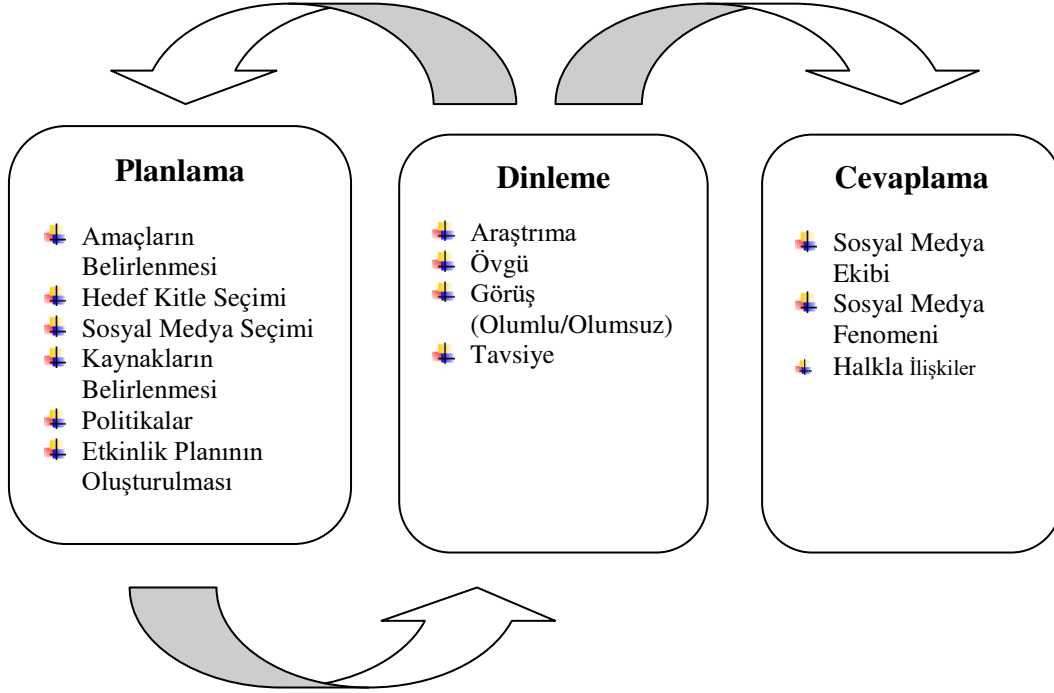 Planlama
Amaçların
Belirlenmesi
Hedef Kitle Seçimi
Sosyal Medya Seçimi
Kaynakların
Belirlenmesi
Politikalar
Etkinlik Planının
Oluşturulması
Dinleme
Araştrıma
Övgü
Görüş
(Olumlu/Olumsuz)
Tavsiye
Cevaplama
Sosyal Medya
Ekibi
Sosyal Medya
Fenomeni
Halkla İlişkiler